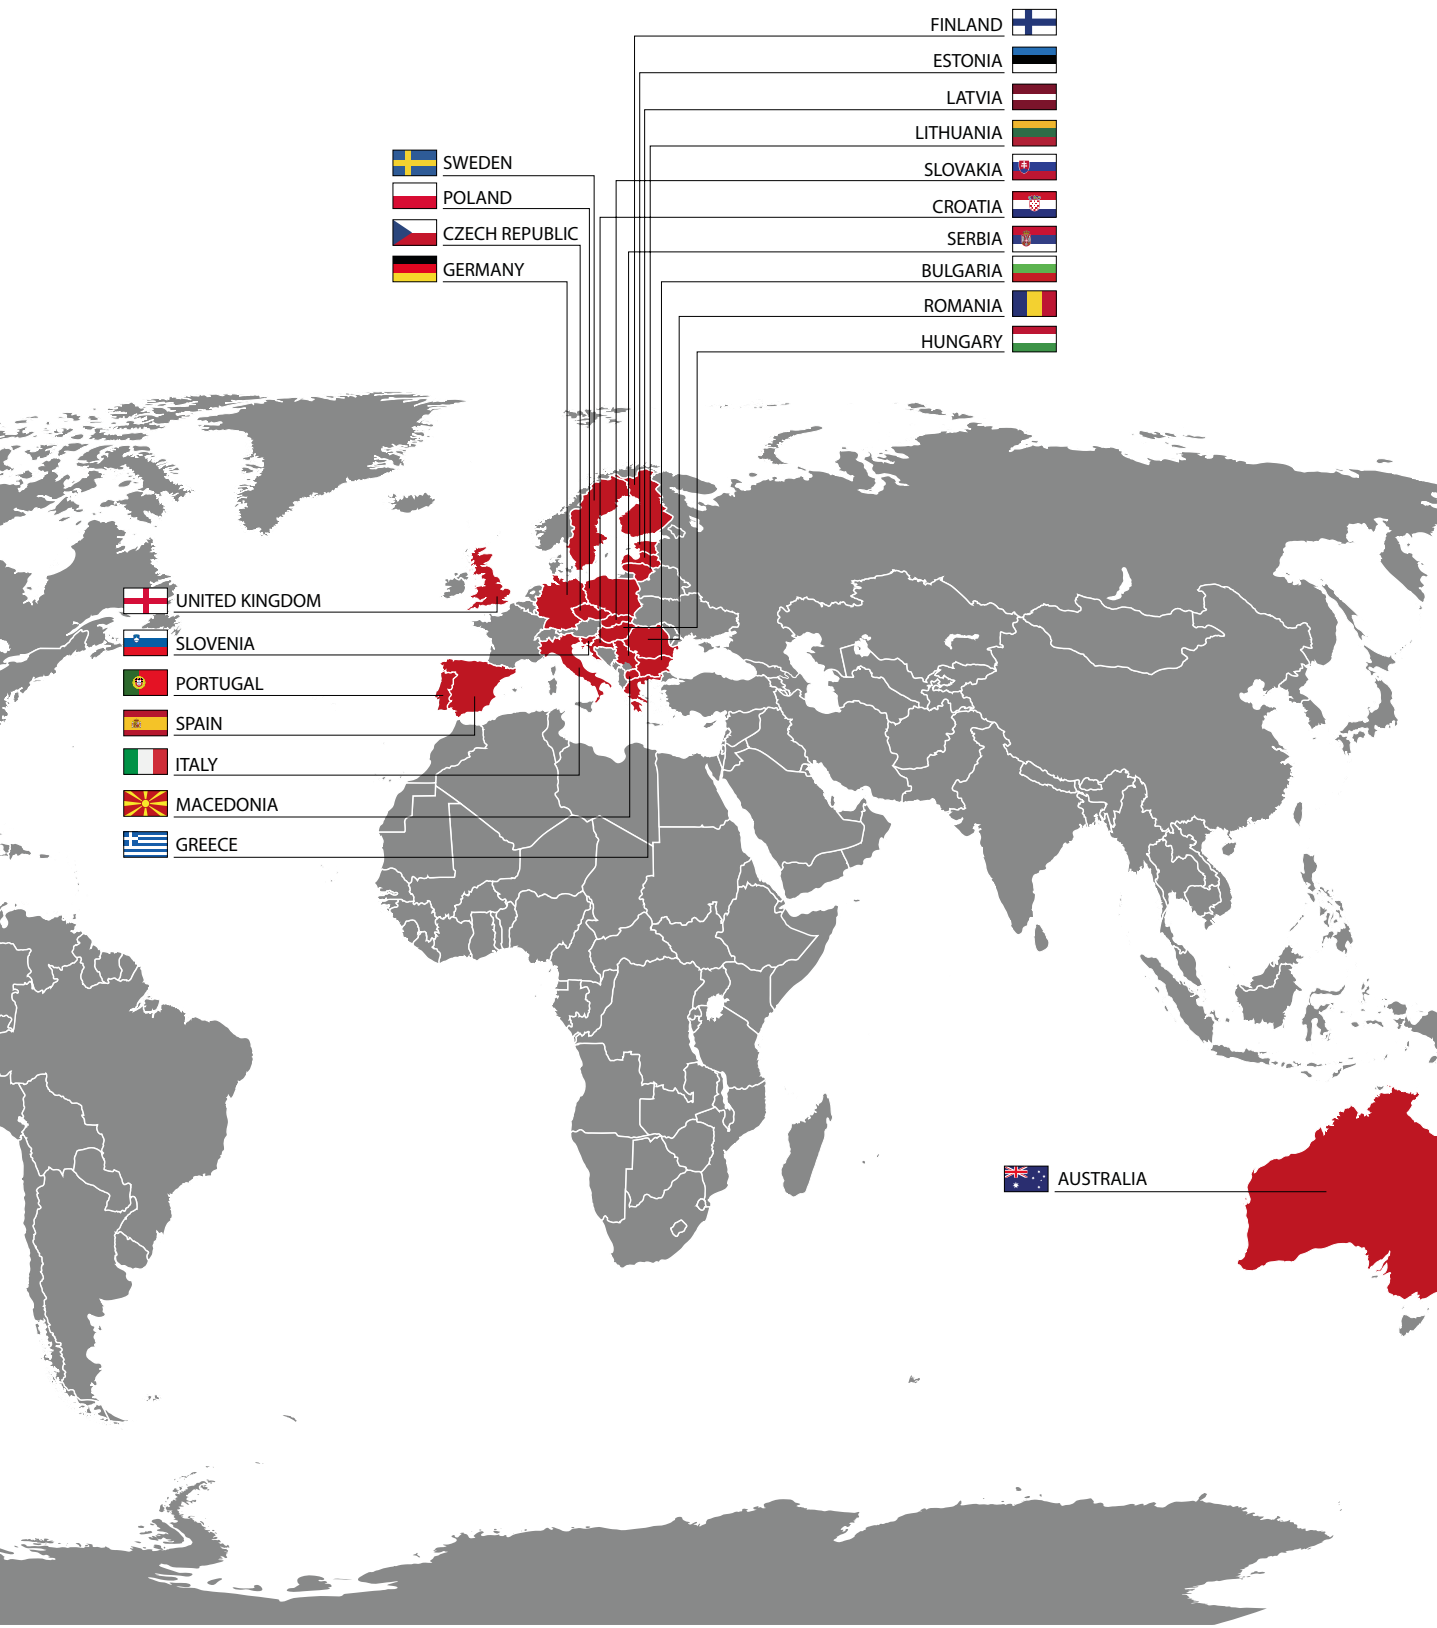 FINLAND
ESTONIA
LATVIA
LITHUANIA
SLOVAKIA
CROATIA
SERBIA
BULGARIA
ROMANIA
HUNGARY
SWEDEN
POLAND
CZECH REPUBLIC
GERMANY
UNITED KINGDOM
SLOVENIA
PORTUGAL
SPAIN
ITALY
MACEDONIA
GREECE
AUSTRALIA